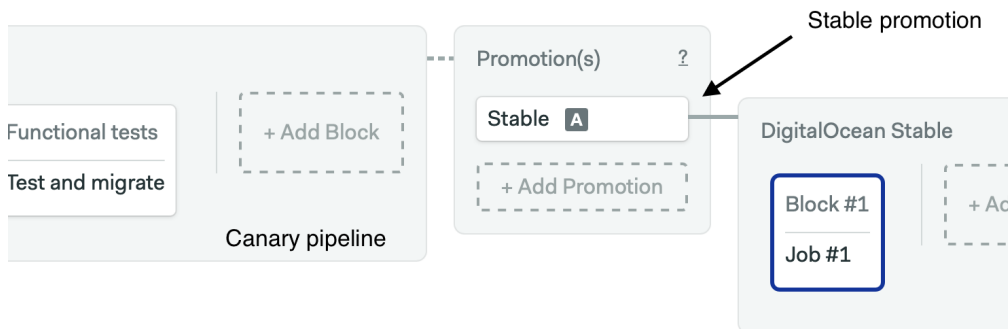 Stable promotion
Promotion(s) ?
Stable A
Functional tests
+ Add Block
DigitalOcean Stable
Test and migrate
+ Add Promotion
Block #1
+ Ad
Canary pipeline
Job #1